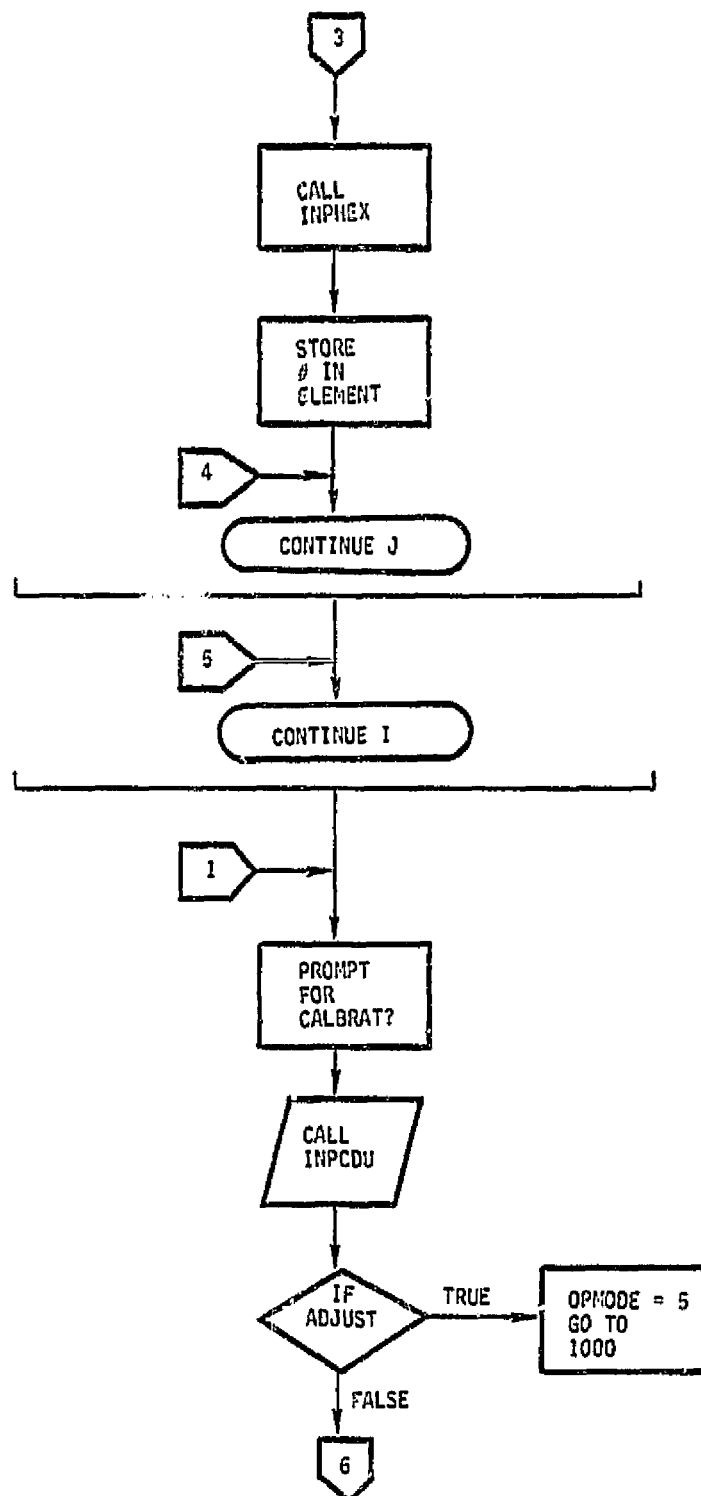 3
CALL
INPHEX
STORE
# IN
ELEMENT
4
CONTINUE J
5
CONTINUE I
1
PROMPT
FOR
CALBRAT?
CALL
INPCDU
IF
ADJUST
TRUE
OPMODE = 5
GO TO
1000
FALSE
6